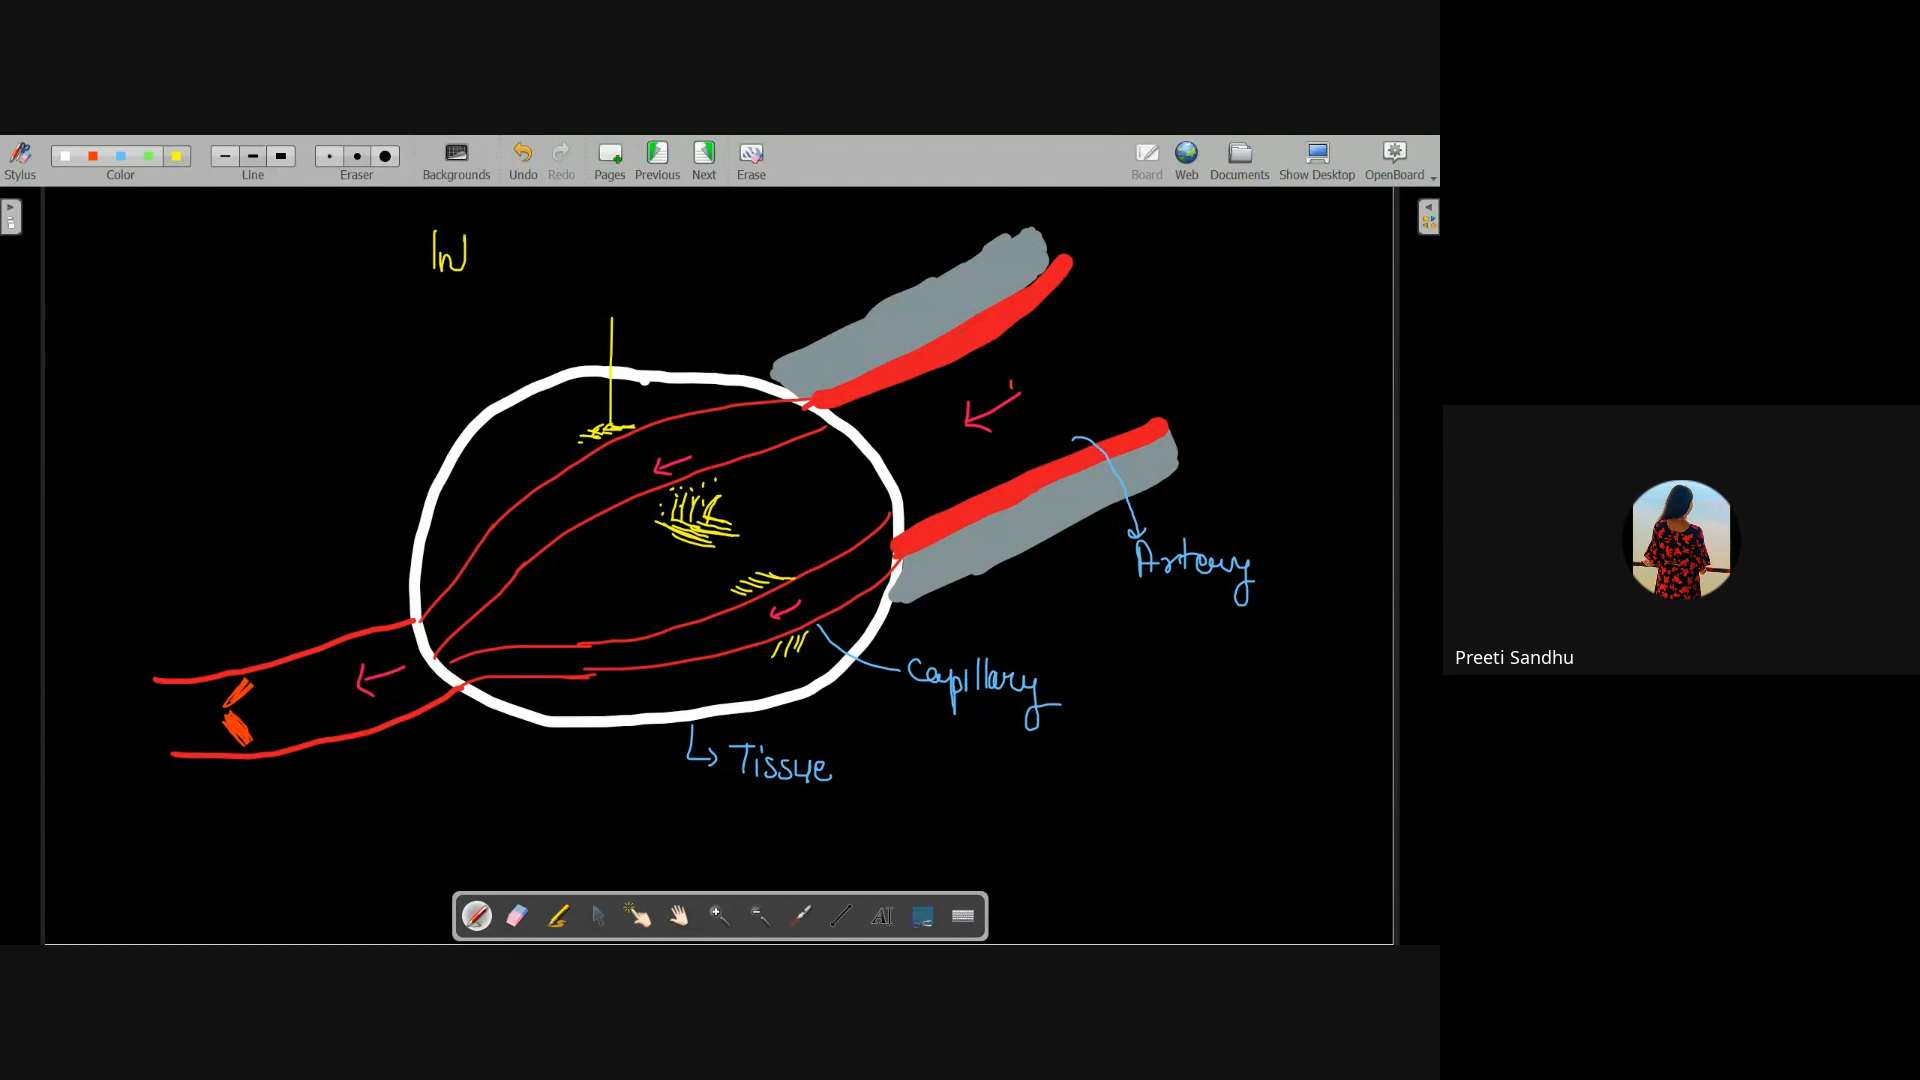 Stylus
Color
Line
Eraser
Backgrounds
Undo
Redo
Pages
Previous
Next
Erase
Board
Web
Documents
Show Desktop
OpenBoard
Artery
Capillary
Tissue
Preeti Sandhu